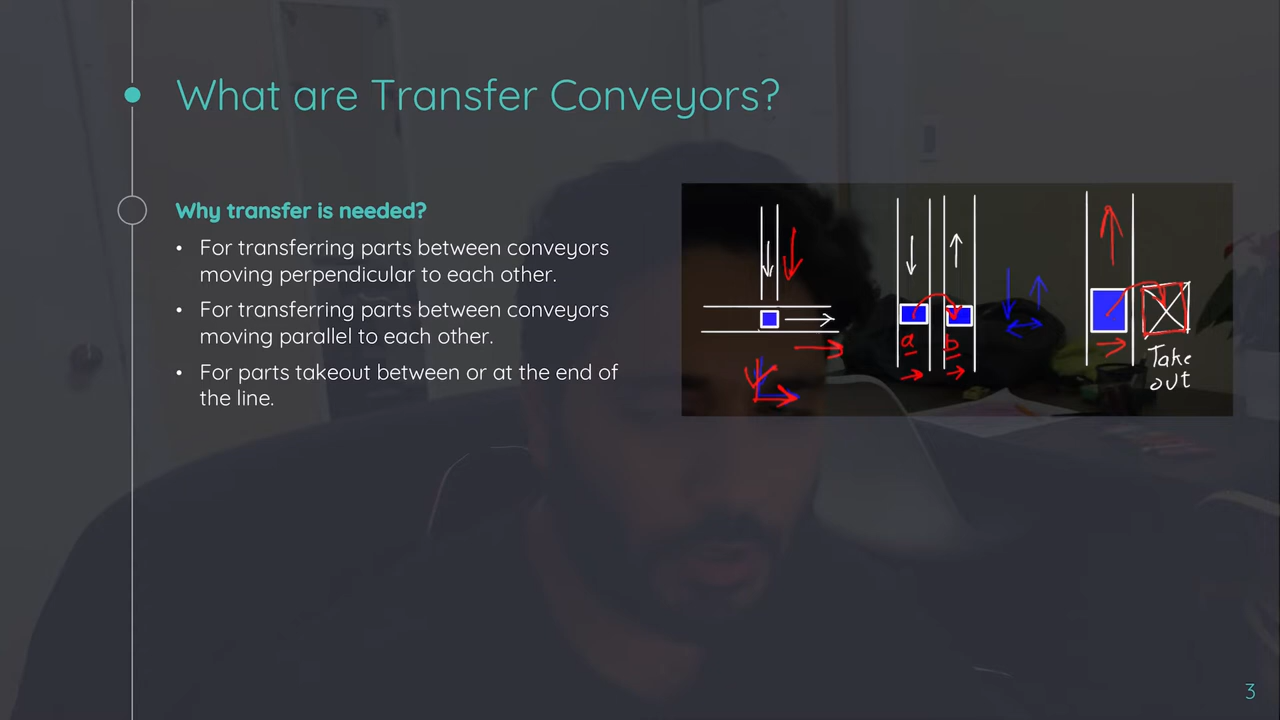 What are Transfer Conveyors?
Why transfer is needed?
• For transferring parts between conveyors
moving perpendicular to each other.
• For transferring parts between conveyors
moving parallel to each other.
• For parts takeout between or at the end of
the line.
a b
Take
out
3